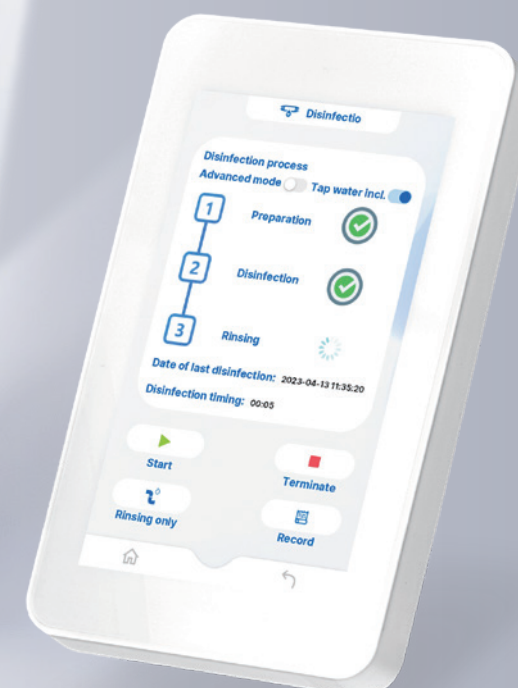 Disinfectio
Disinfection process
Advanced mode Tap water incl.
1 Preparation
2 Disinfection
3 Rinsing
Date of last disinfection: 2023-04-13 11:35:20
Disinfection timing: 00:05
Start Terminate
Rinsing only Record